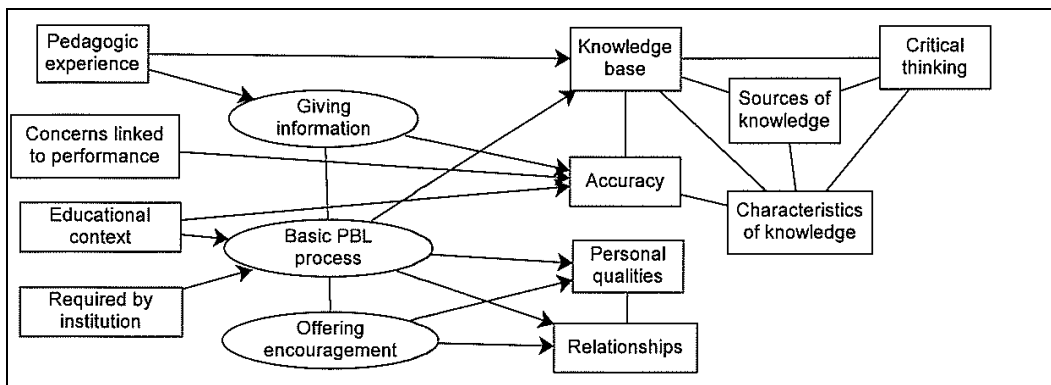 Pedagogic
experience
Concerns linked
to performance
Educational
context
Required by
institution
Giving
information
Basic PBL
process
Offering
encouragement
Knowledge
base
Accuracy
Personal
qualities
Relationships
Sources of
knowledge
Critical
thinking
Characteristics
of knowledge